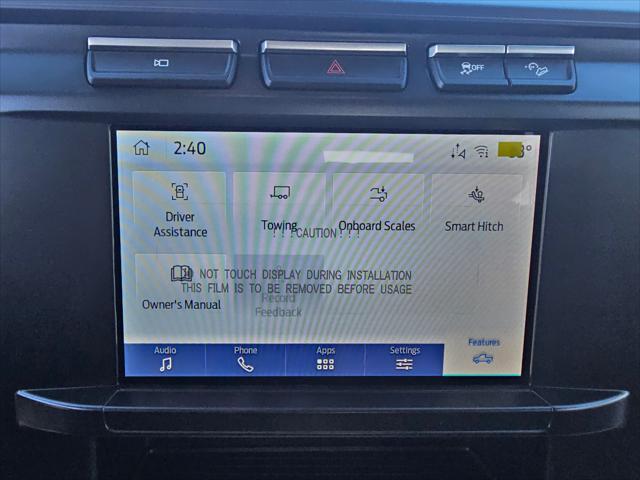 OFF
2:40
Driver
Assistance
Towing
Onboard Scales
Smart Hitch
! ! !CAUTION! ! !
DO NOT TOUCH DISPLAY DURING INSTALLATION
THIS FILM IS TO BE REMOVED BEFORE USAGE
Owner's Manual
Record
Feedback
Audio
Phone
Apps
Settings
Features